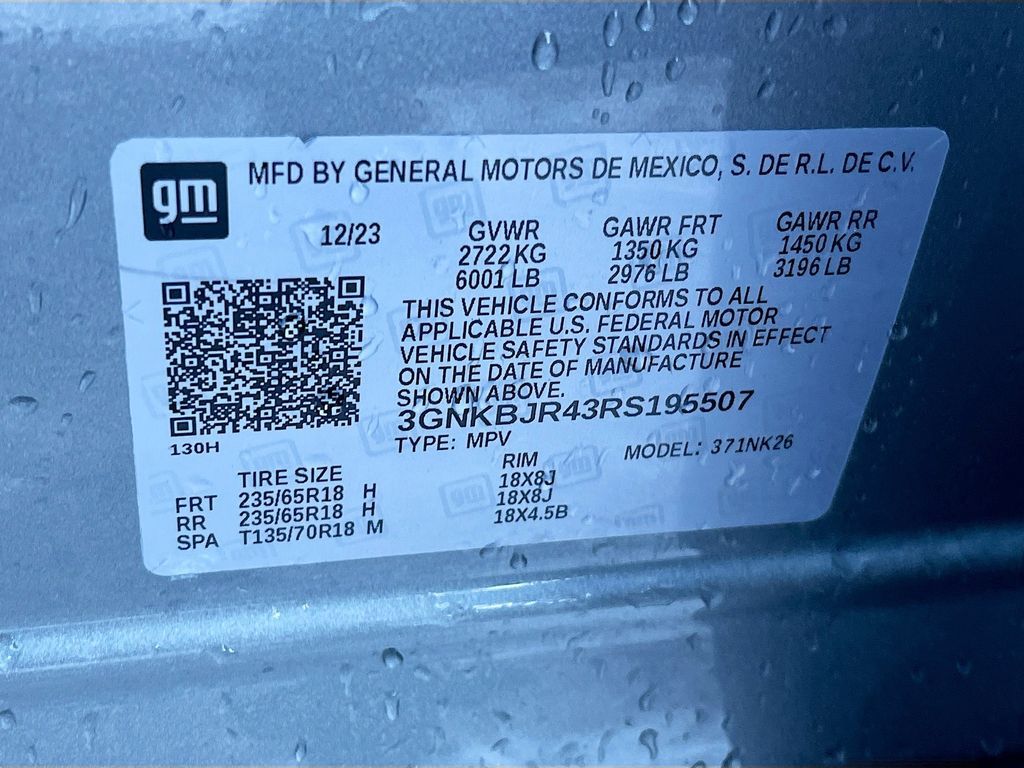 gm
MFD BY GENERAL MOTORS DE MEXICO, S. DE R.L. DE C.V.
12/23
GVWR
2722 KG
6001 LB
GAWR FRT
1350 KG
2976 LB
GAWR RR
1450 KG
3196 LB
THIS VEHICLE CONFORMS TO ALL
APPLICABLE U.S. FEDERAL MOTOR
VEHICLE SAFETY STANDARDS IN EFFECT
ON THE DATE OF MANUFACTURE
SHOWN ABOVE.
3GNKBJR43RS195507
TYPE: MPV MODEL: 371NK26
130H
TIRE SIZE RIM
FRT 235/65R18 H 18X8J
RR 235/65R18 H 18X8J
SPA T135/70R18 M 18X4.5B